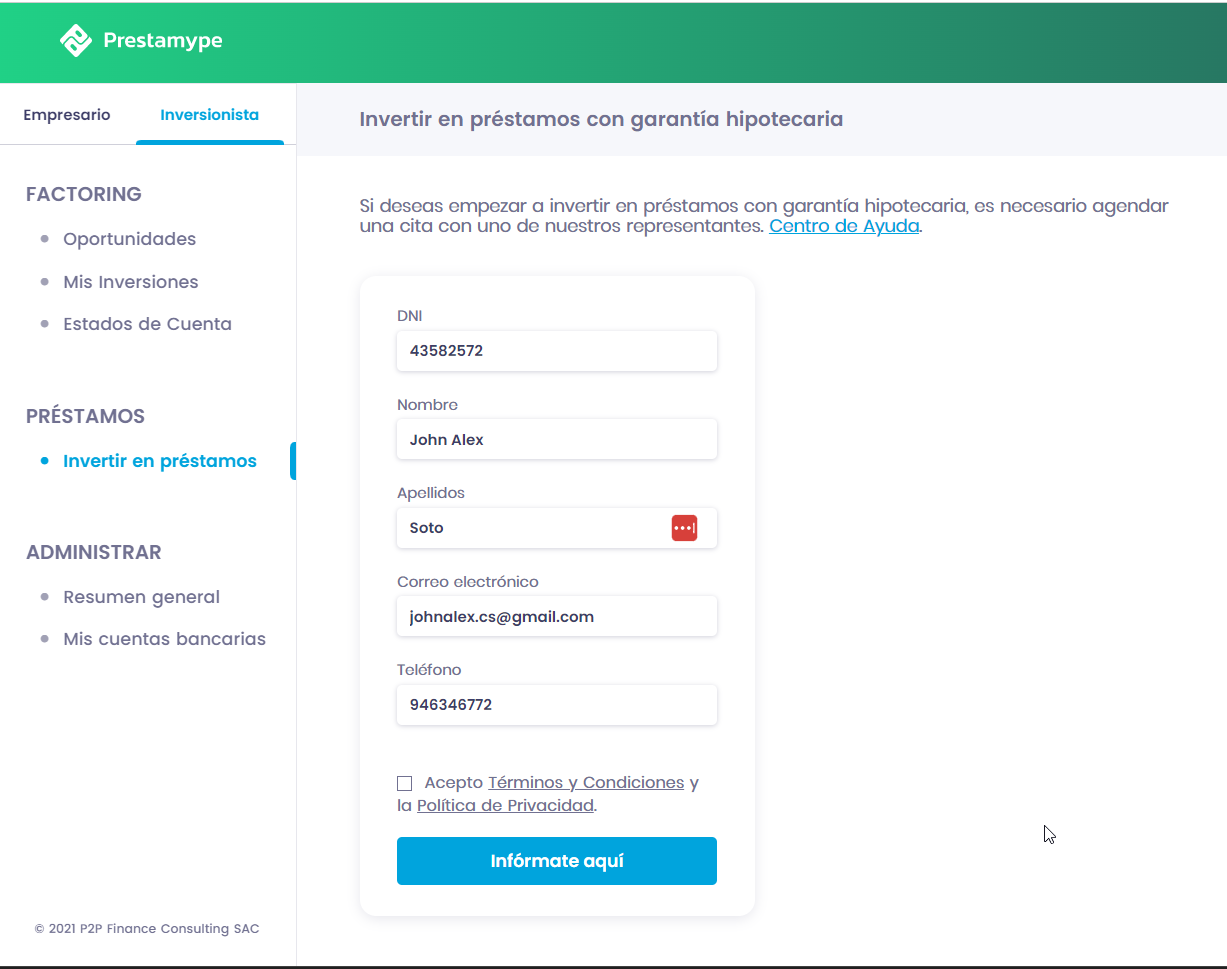 Prestamype
Empresario
Inversionista
FACTORING
Oportunidades
Mis Inversiones
Estados de Cuenta
PRÉSTAMOS
Invertir en préstamos
ADMINISTRAR
Resumen general
Mis cuentas bancarias
© 2021 P2P Finance Consulting SAC
Invertir en préstamos con garantía hipotecaria
Si deseas empezar a invertir en préstamos con garantía hipotecaria, es necesario agendar
una cita con uno de nuestros representantes. Centro de Ayuda.
DNI
43582572
Nombre
John Alex
Apellidos
Soto
Correo electrónico
johnalex.cs@gmail.com
Teléfono
946346772
Acepto Términos y Condiciones y
la Política de Privacidad.
Infórmate aquí